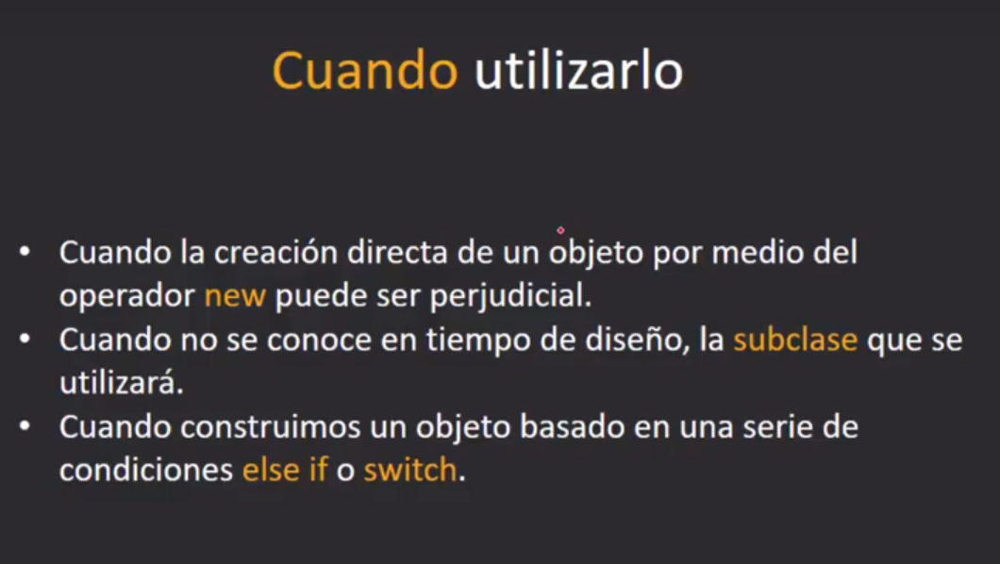 Cuando utilizarlo
• Cuando la creación directa de un objeto por medio del
operador new puede ser perjudicial.
• Cuando no se conoce en tiempo de diseño, la subclase que se
utilizará.
• Cuando construimos un objeto basado en una serie de
condiciones else if o switch.